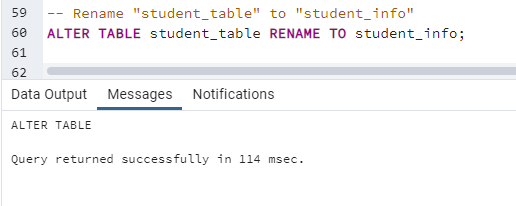 59 -- Rename "student_table" to "student_info"
60 ALTER TABLE student_table RENAME TO student_info;
61
62
Data Output Messages Notifications
ALTER TABLE
Query returned successfully in 114 msec.